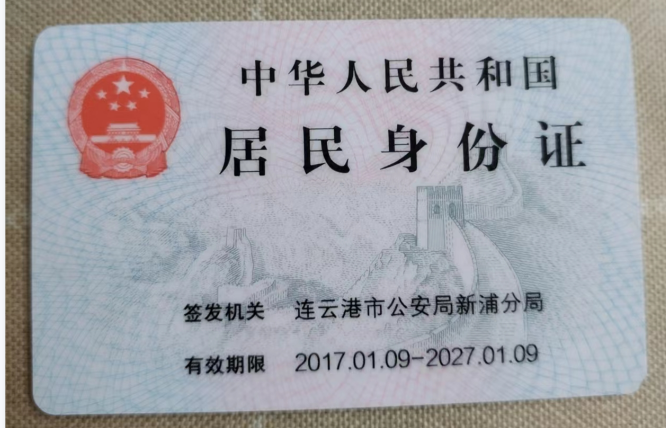 中华人民共和国
居民身份证
签发机关 连云港市公安局新浦分局
有效期限 2017.01.09-2027.01.09